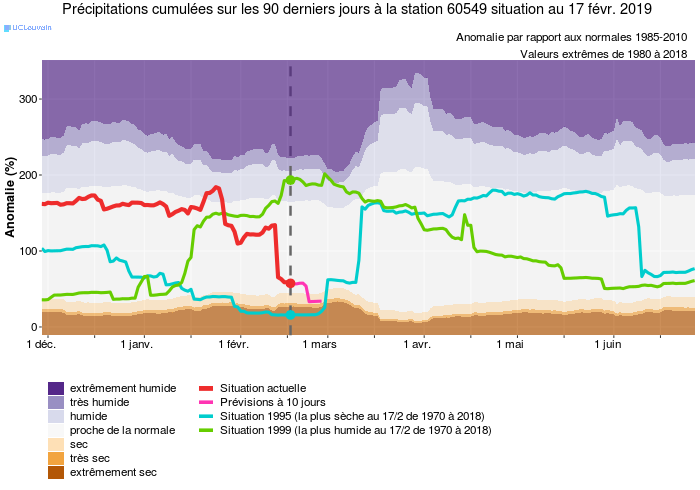 Précipitations cumulées sur les 90 derniers jours à la station 60549 situation au 17 févr. 2019
UCLouvain
Anomalie par rapport aux normales 1985-2010
Valeurs extrêmes de 1980 à 2018
Anomalie (%)
300
200
100
0
1 déc. 1 janv. 1 févr. 1 mars 1 avr. 1 mai 1 juin
extrêmement humide
très humide
humide
proche de la normale
sec
très sec
extrêmement sec
Situation actuelle
Prévisions à 10 jours
Situation 1995 (la plus sèche au 17/2 de 1970 à 2018)
Situation 1999 (la plus humide au 17/2 de 1970 à 2018)